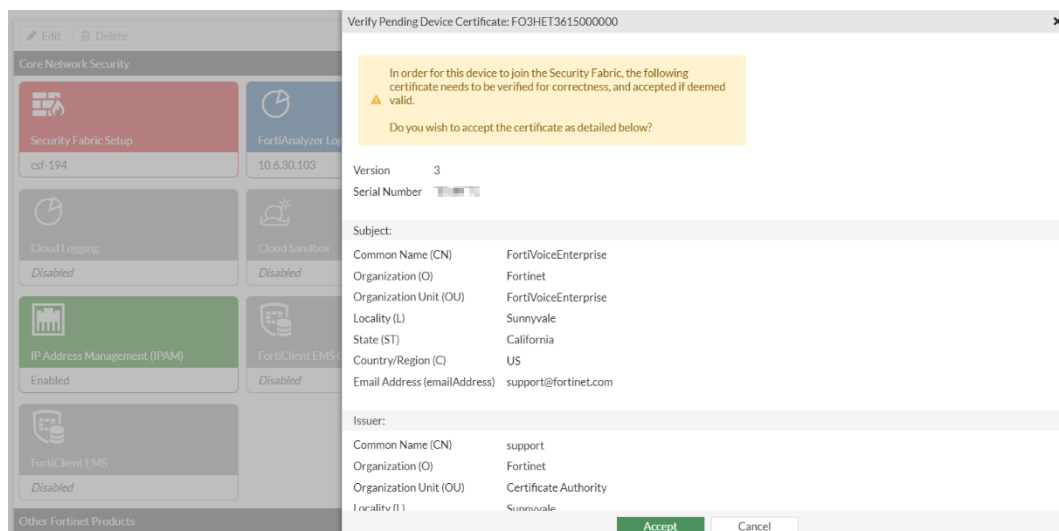 Verify Pending Device Certificate: FO3HET3615000000
Edit Delete
Core Network Security
Security Fabric Setup
csf-194
FortiAnalyzer Log
10.6.30.103
Cloud Logging
Disabled
Cloud Sandbox
Disabled
IP Address Management (IPAM)
Enabled
FortiClient EMS
Disabled
FortiClient EMS
Disabled
Other Fortinet Products
In order for this device to join the Security Fabric, the following
certificate needs to be verified for correctness, and accepted if deemed
valid.
Do you wish to accept the certificate as detailed below?
Version 3
Serial Number
Subject:
Common Name (CN) FortiVoiceEnterprise
Organization (O) Fortinet
Organization Unit (OU) FortiVoiceEnterprise
Locality (L) Sunnyvale
State (ST) California
Country/Region (C) US
Email Address (emailAddress) support@fortinet.com
Issuer:
Common Name (CN) support
Organization (O) Fortinet
Organization Unit (OU) Certificate Authority
Locality (L) Sunnyvale
Accept Cancel